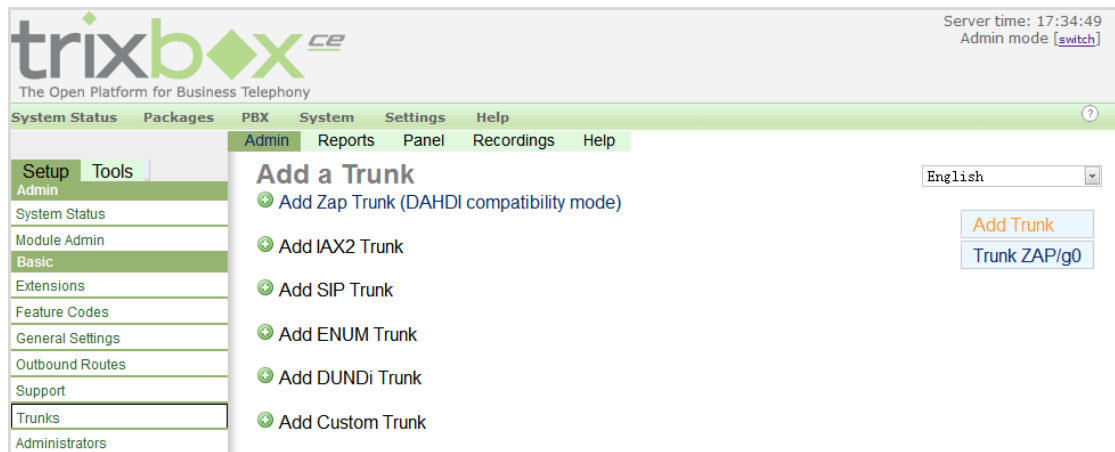 trixbox CE
The Open Platform for Business Telephony
Server time: 17:34:49
Admin mode [switch]
System Status Packages PBX System Settings Help ?
Admin Reports Panel Recordings Help
Setup Tools
Admin
System Status
Module Admin
Basic
Extensions
Feature Codes
General Settings
Outbound Routes
Support
Trunks
Administrators
Add a Trunk
Add Zap Trunk (DAHDI compatibility mode)
Add IAX2 Trunk
Add SIP Trunk
Add ENUM Trunk
Add DUNDi Trunk
Add Custom Trunk
English
Add Trunk
Trunk ZAP/g0